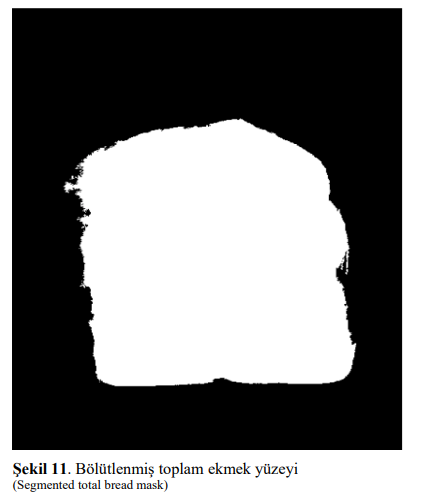 Şekil 11. Bölütlenmiş toplam ekmek yüzeyi
(Segmented total bread mask)